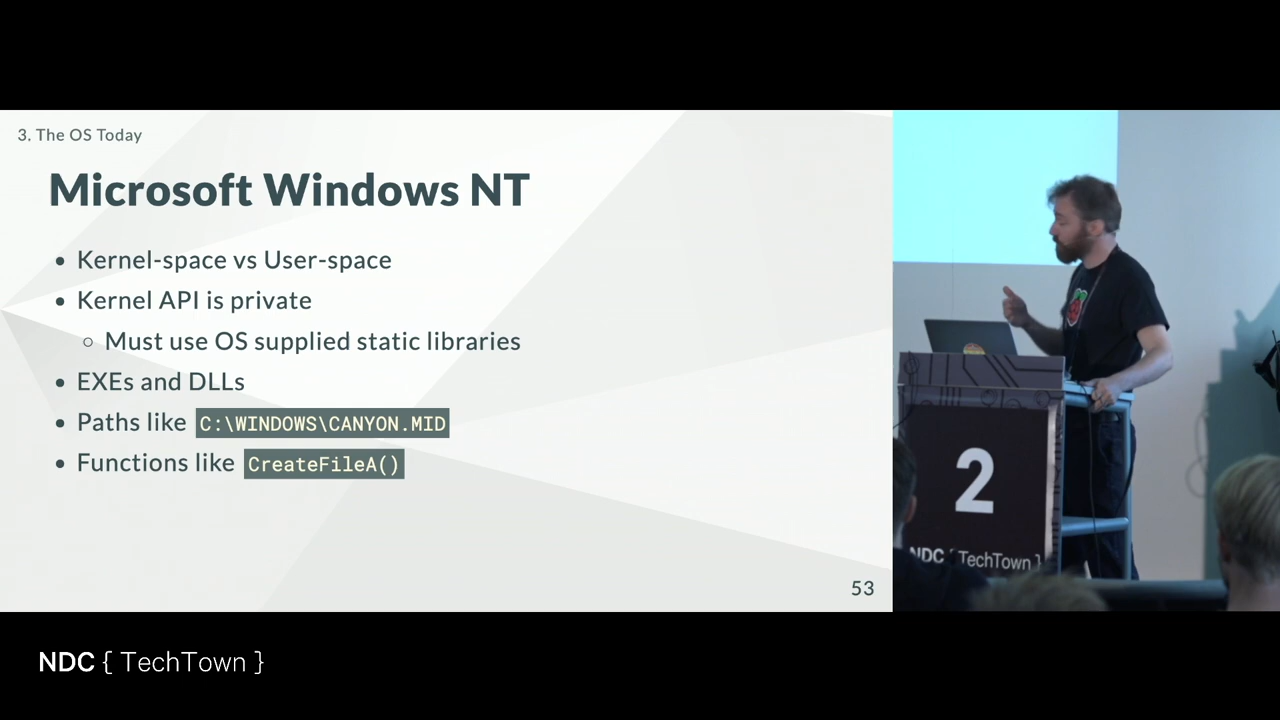 3. The OS Today
Microsoft Windows NT
• Kernel-space vs User-space
• Kernel API is private
○ Must use OS supplied static libraries
• EXEs and DLLs
• Paths like C:\WINDOWS\CANYON.MID
• Functions like CreateFileA()
53
2
NDC { TechTown }
NDC { TechTown }